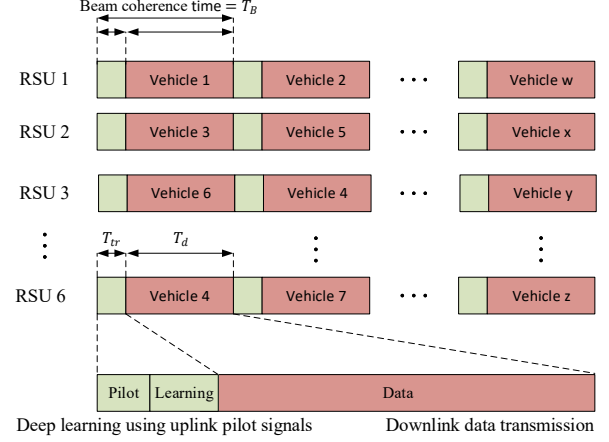 Beam coherence time = T_B
RSU 1 Vehicle 1 Vehicle 2 ··· Vehicle w
RSU 2 Vehicle 3 Vehicle 5 ··· Vehicle x
RSU 3 Vehicle 6 Vehicle 4 ··· Vehicle y
T_tr T_d
RSU 6 Vehicle 4 Vehicle 7 ··· Vehicle z
Pilot Learning Data
Deep learning using uplink pilot signals Downlink data transmission